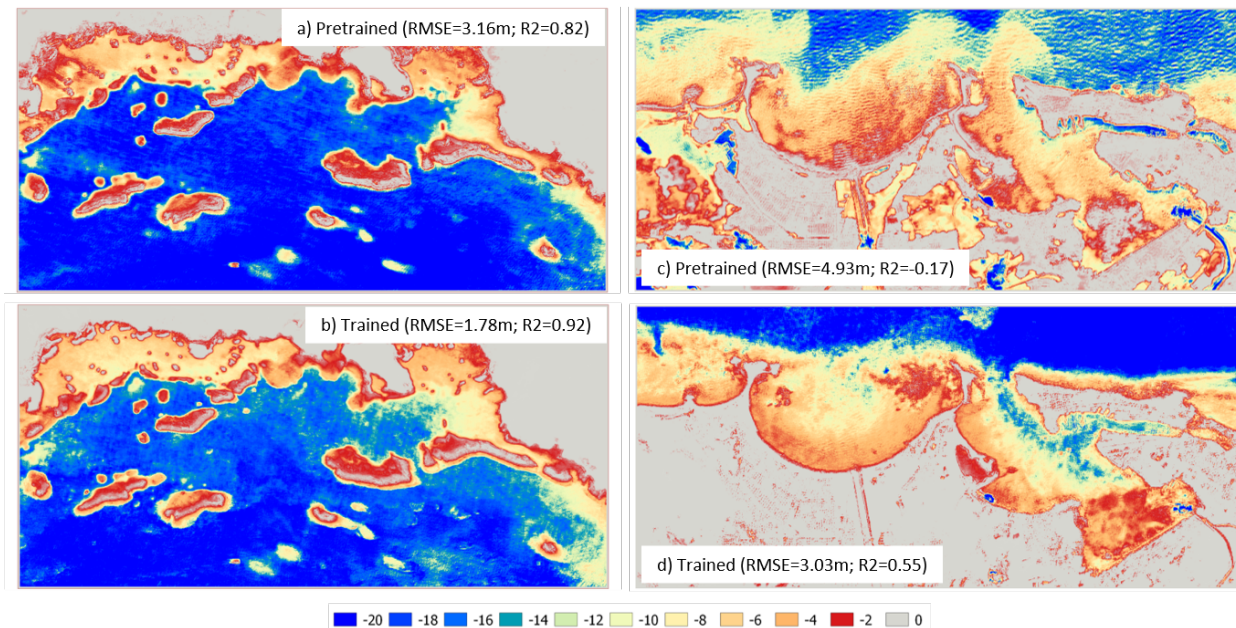 a) Pretrained (RMSE=3.16m; R2=0.82)
c) Pretrained (RMSE=4.93m; R2=-0.17)
b) Trained (RMSE=1.78m; R2=0.92)
d) Trained (RMSE=3.03m; R2=0.55)
-20 -18 -16 -14 -12 -10 -8 -6 -4 -2 0